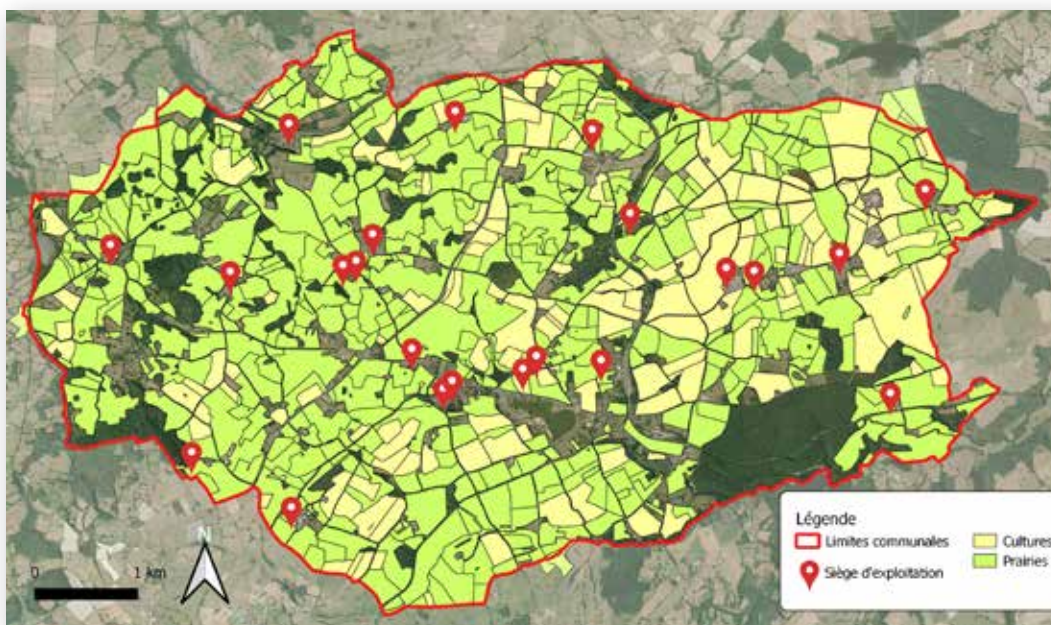 N
0 1 km
Légende
Limites communales
Siège d'exploitation
Cultures
Prairies